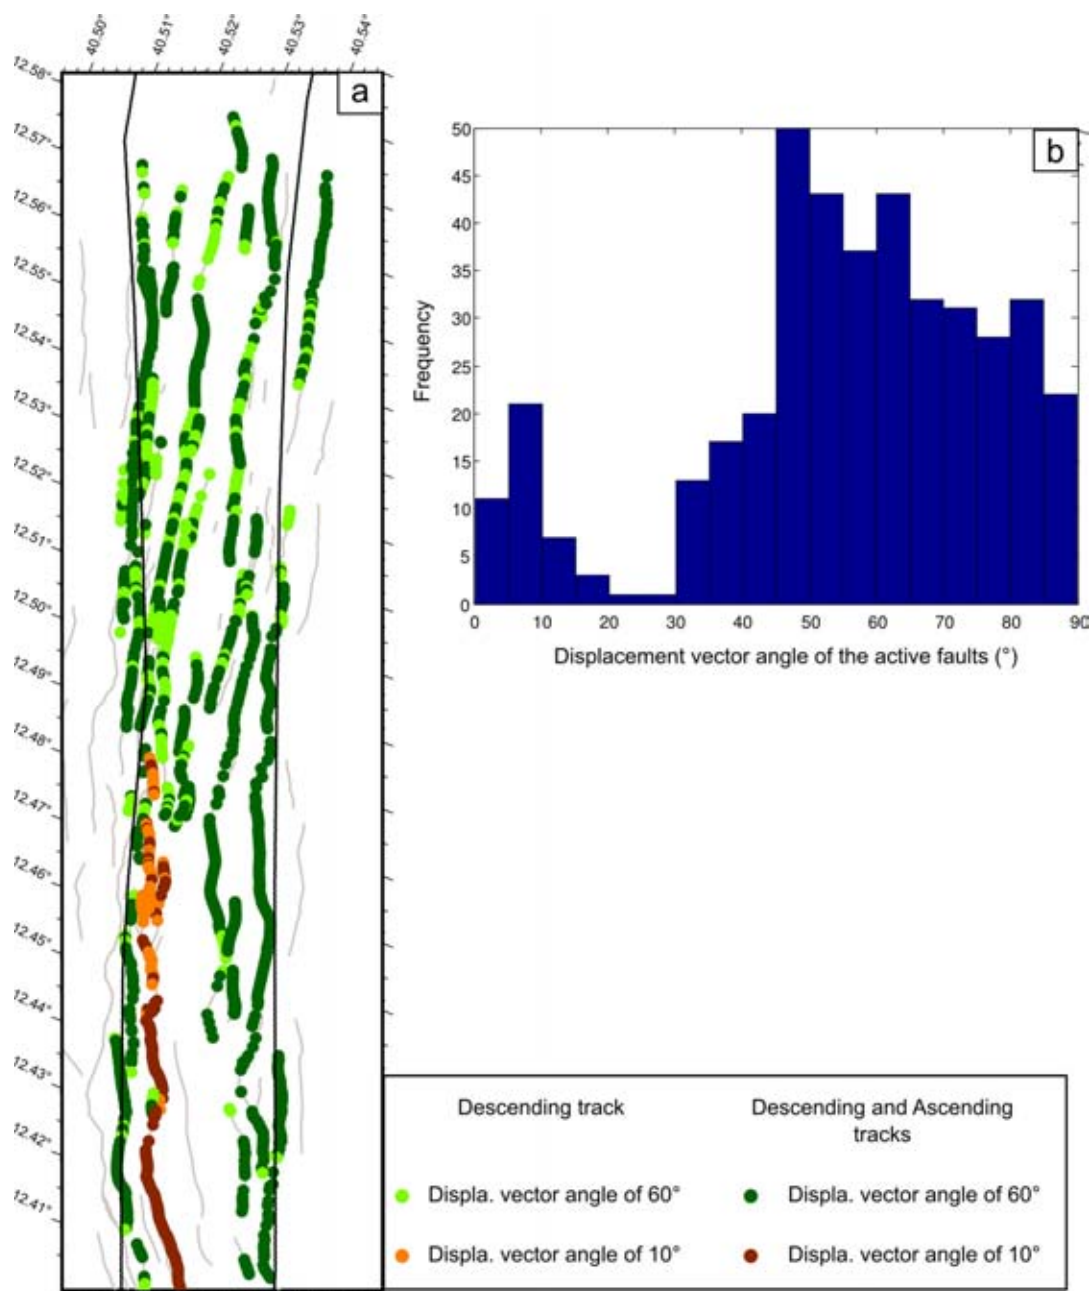 40.50° 40.51° 40.52° 40.53° 40.54°
a
12.58°
12.57°
12.56°
12.55°
12.54°
12.53°
12.52°
12.51°
12.50°
12.49°
12.48°
12.47°
12.46°
12.45°
12.44°
12.43°
12.42°
12.41°
b
50
45
40
35
30
25
20
15
10
5
0
Frequency
0 10 20 30 40 50 60 70 80 90
Displacement vector angle of the active faults (°)
Descending track
Displa. vector angle of 60°
Displa. vector angle of 10°
Descending and Ascending
tracks
Displa. vector angle of 60°
Displa. vector angle of 10°